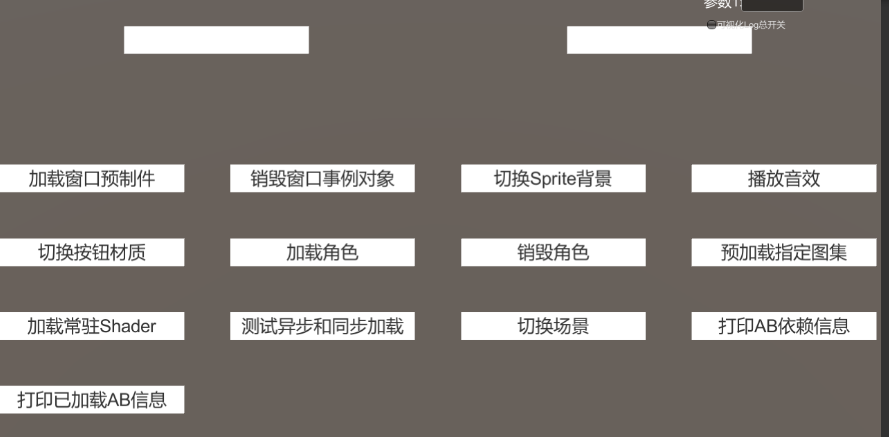 参数1:
可视化Log总开关
加载窗口预制件
销毁窗口事例对象
切换Sprite背景
播放音效
切换按钮材质
加载角色
销毁角色
预加载指定图集
加载常驻Shader
测试异步和同步加载
切换场景
打印AB依赖信息
打印已加载AB信息